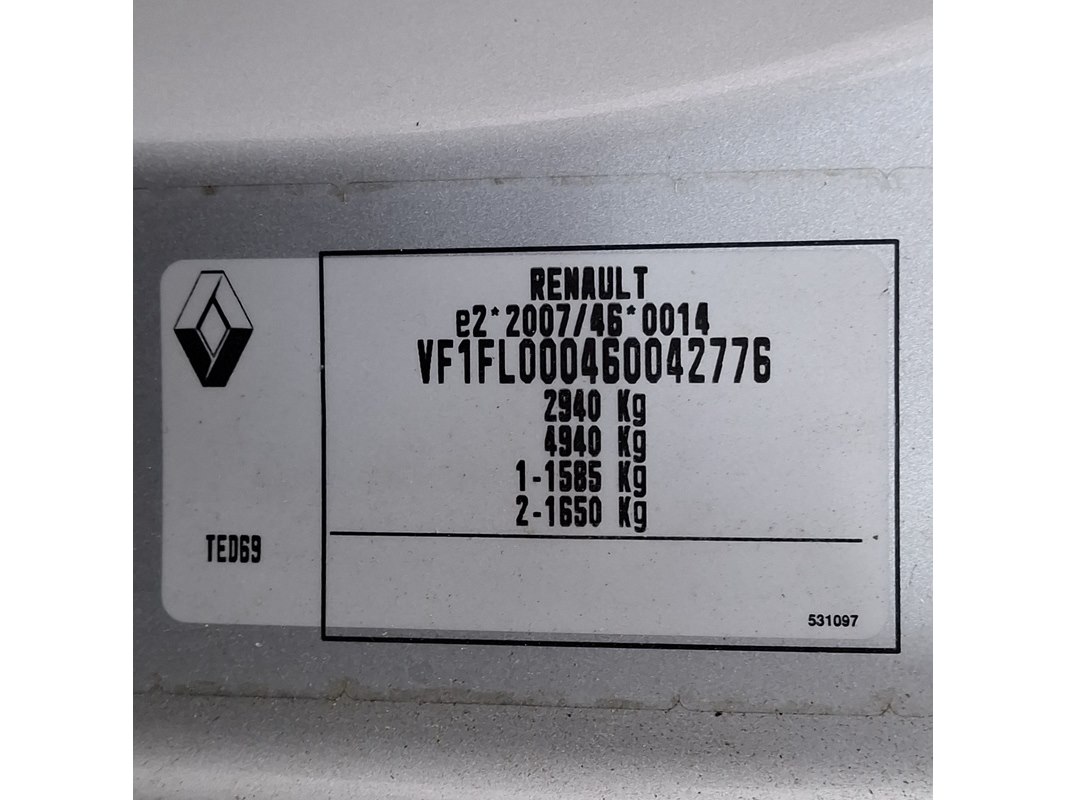 RENAULT
e2*2007/46*0014
VF1FL000460042776
2940 Kg
4940 Kg
1-1585 Kg
2-1650 Kg
TED69
531097